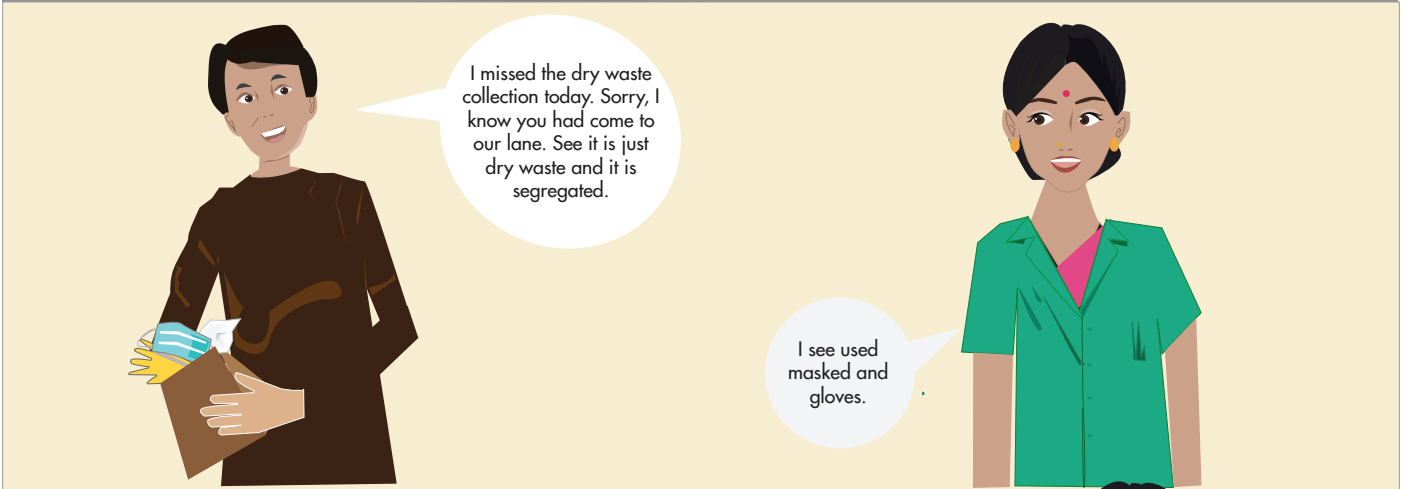 I missed the dry waste
collection today. Sorry, I
know you had come to
our lane. See it is just
dry waste and it is
segregated.
I see used
masked and
gloves.